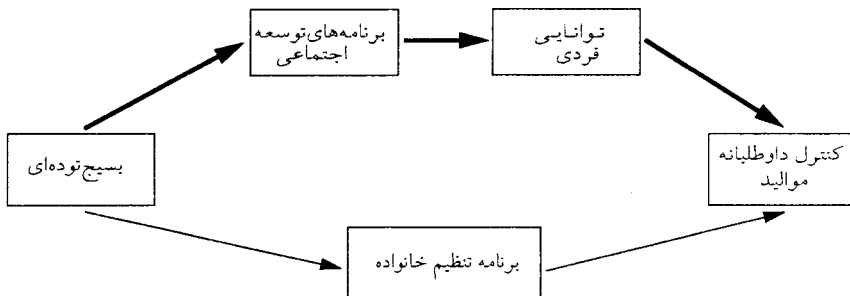 برنامه‌های توسعه
اجتماعی
توانایی
فردی
بسیج توده‌ای
کنترل داوطلبانه
موالید
برنامه تنظیم خانواده